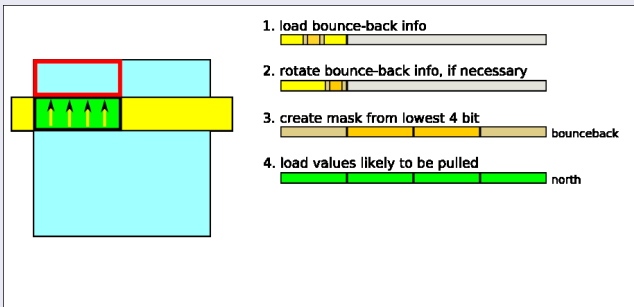 1. load bounce-back info
2. rotate bounce-back info, if necessary
3. create mask from lowest 4 bit
bounceback
4. load values likely to be pulled
north